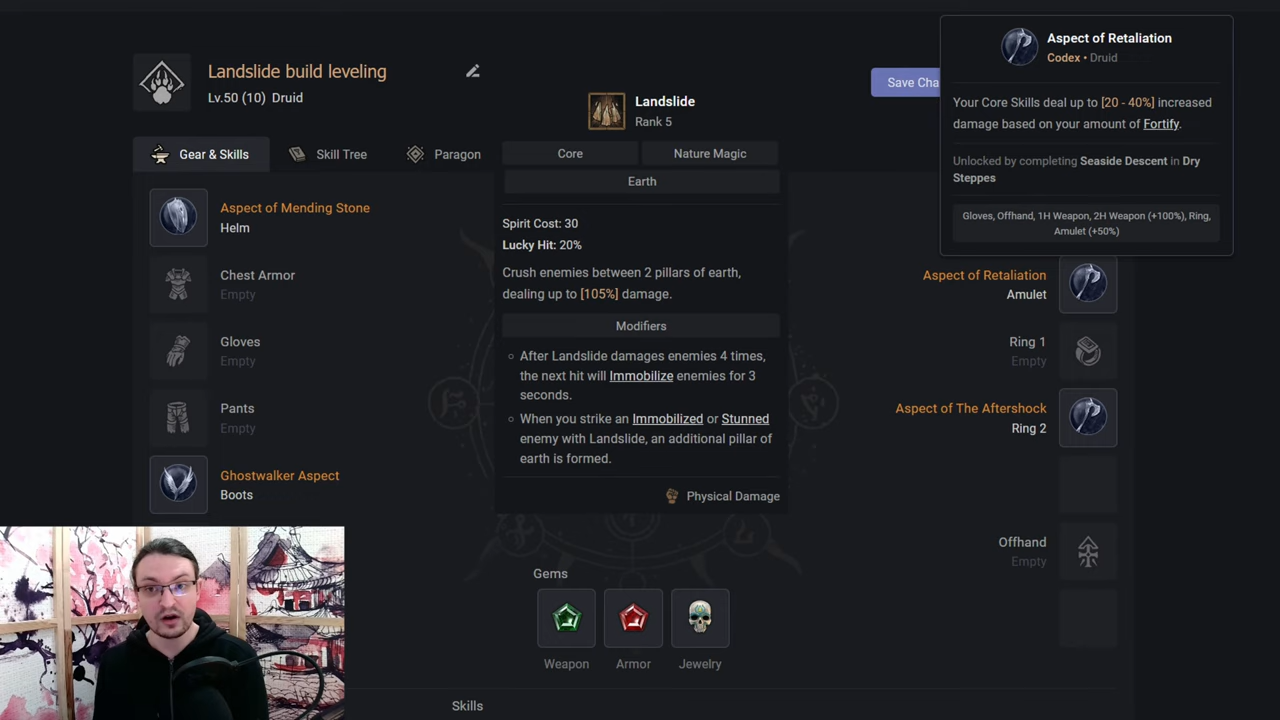 Landslide build leveling
Lv.50 (10) Druid
Save Cha
Gear & Skills
Skill Tree
Paragon
Aspect of Mending Stone
Helm
Chest Armor
Empty
Gloves
Empty
Pants
Empty
Ghostwalker Aspect
Boots
Landslide
Rank 5
Core
Nature Magic
Earth
Spirit Cost: 30
Lucky Hit: 20%
Crush enemies between 2 pillars of earth,
dealing up to [105%] damage.
Modifiers
After Landslide damages enemies 4 times,
the next hit will Immobilize enemies for 3
seconds.
When you strike an Immobilized or Stunned
enemy with Landslide, an additional pillar of
earth is formed.
Physical Damage
Aspect of Retaliation
Codex • Druid
Your Core Skills deal up to [20 - 40%] increased
damage based on your amount of Fortify.
Unlocked by completing Seaside Descent in Dry
Steppes
Gloves, Offhand, 1H Weapon, 2H Weapon (+100%), Ring,
Amulet (+50%)
Aspect of Retaliation
Amulet
Ring 1
Empty
Aspect of The Aftershock
Ring 2
Offhand
Empty
Gems
Weapon
Armor
Jewelry
Skills